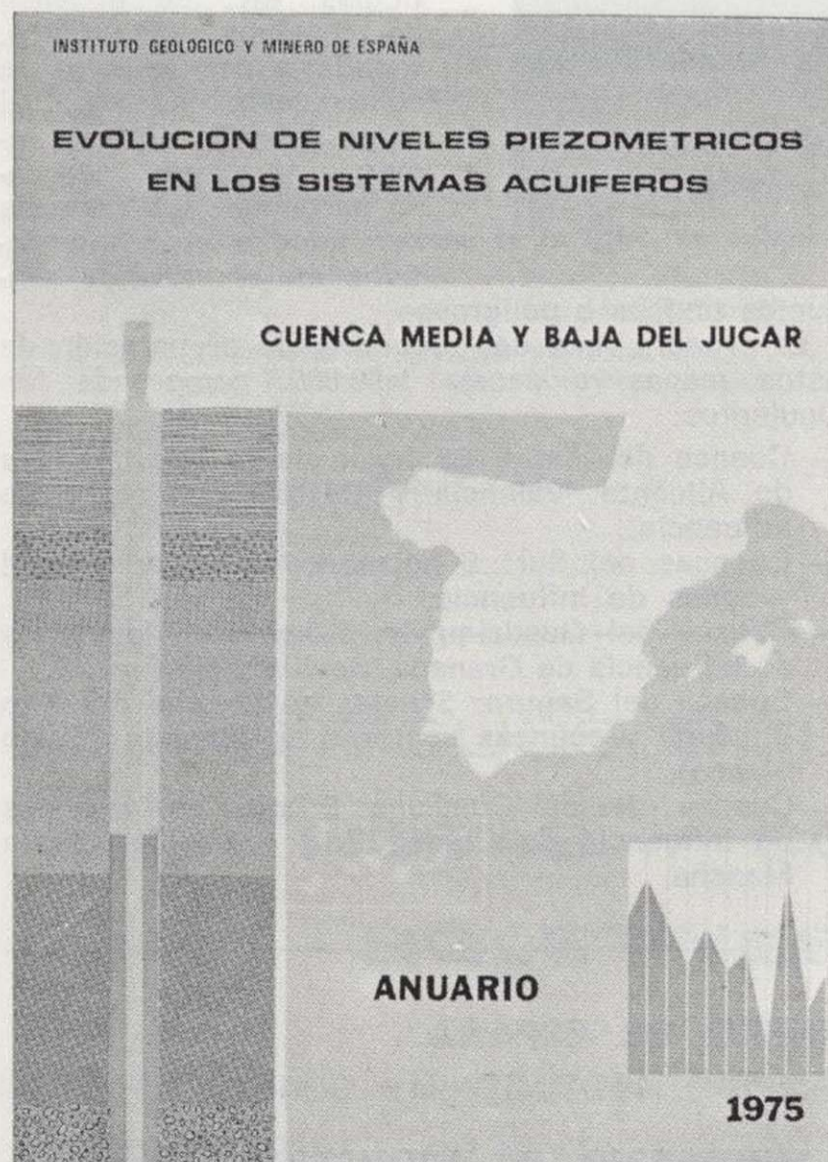 INSTITUTO GEOLOGICO Y MINERO DE ESPAÑA
EVOLUCION DE NIVELES PIEZOMETRICOS
EN LOS SISTEMAS ACUIFEROS
CUENCA MEDIA Y BAJA DEL JUCAR
ANUARIO
1975